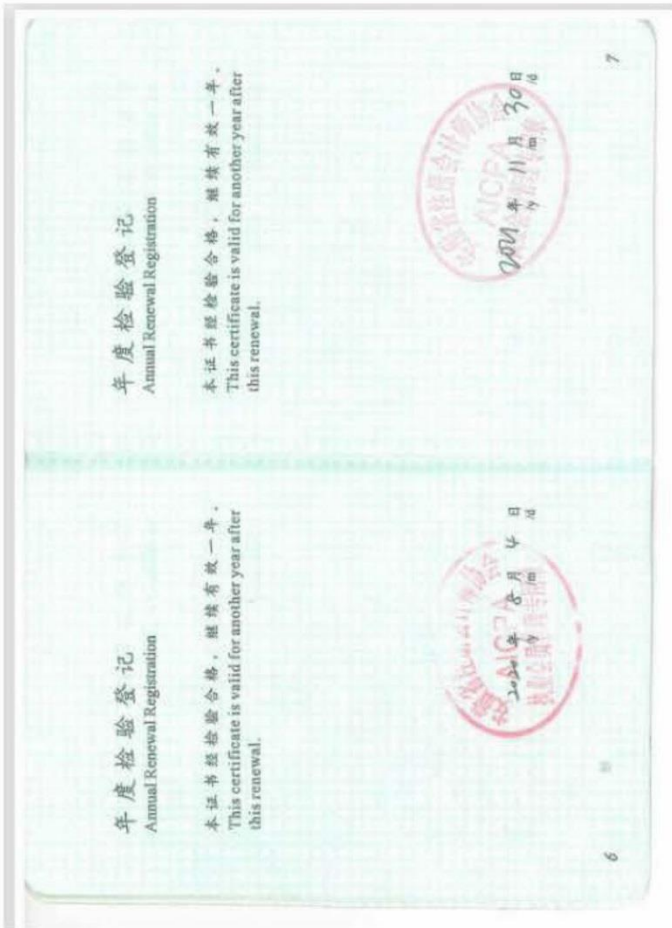 年度检验登记
Annual Renewal Registration
本证书经检验合格，继续有效一年。
This certificate is valid for another year after
this renewal.
AICPA
2020 年 8 月 4 日
/y /m /d
6
年度检验登记
Annual Renewal Registration
本证书经检验合格，继续有效一年。
This certificate is valid for another year after
this renewal.
AICPA
2021 年 11 月 30 日
/y /m /d
7